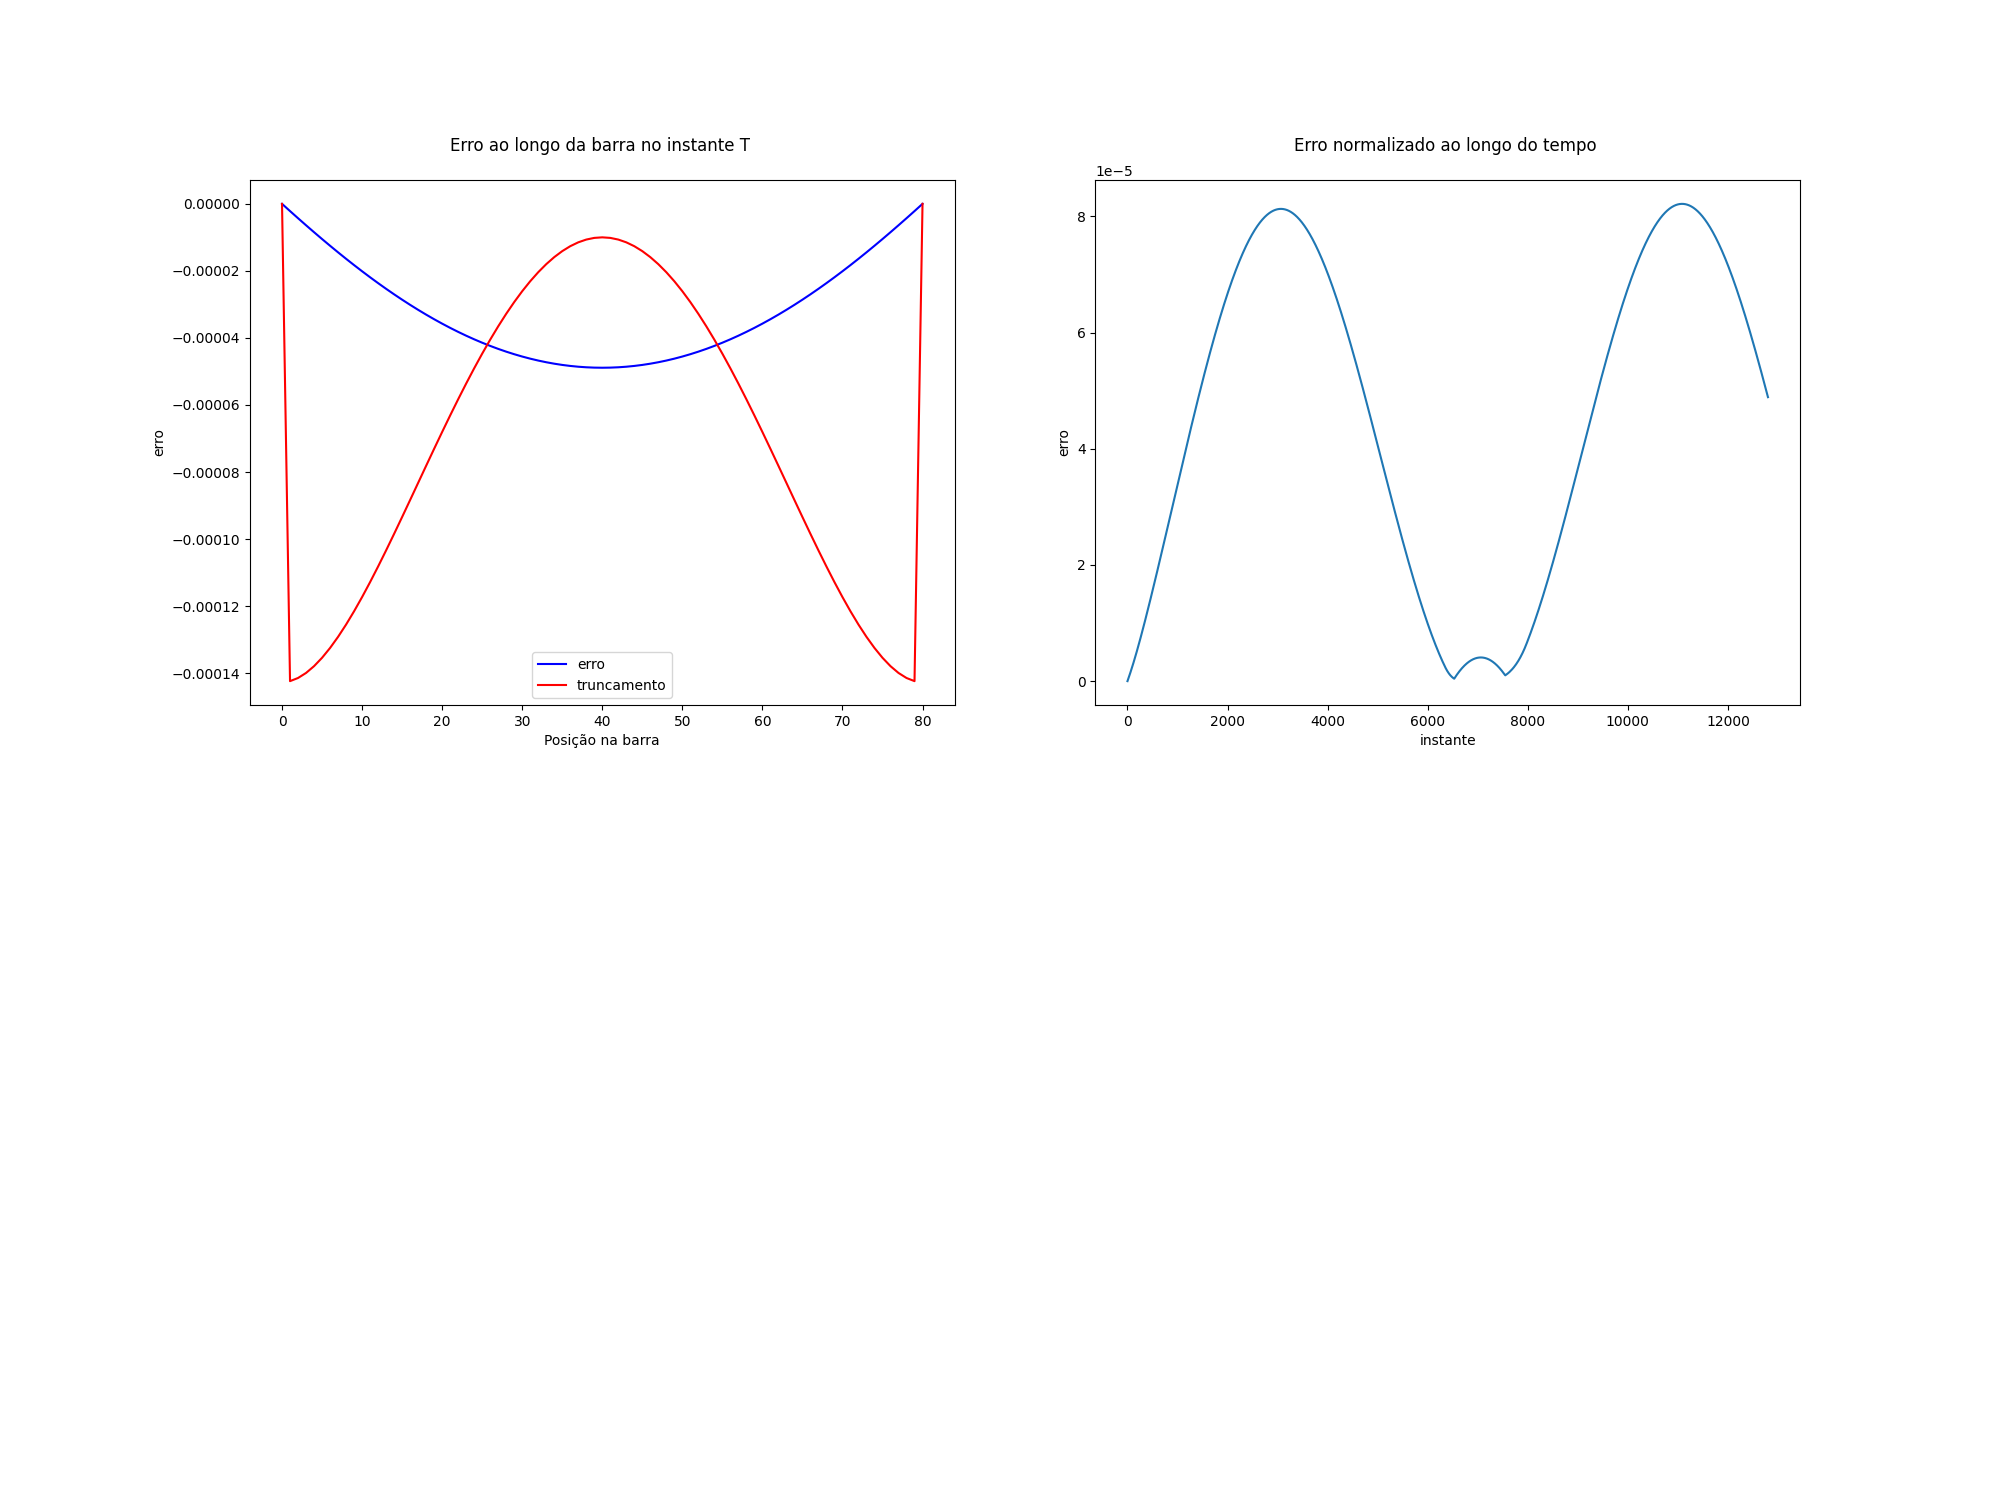 Erro ao longo da barra no instante T
0.00000
−0.00002
−0.00004
−0.00006
−0.00008
−0.00010
−0.00012
−0.00014
erro
erro
truncamento
0 10 20 30 40 50 60 70 80
Posição na barra
Erro normalizado ao longo do tempo
1e−5
8
6
4
2
0
erro
0 2000 4000 6000 8000 10000 12000
instante